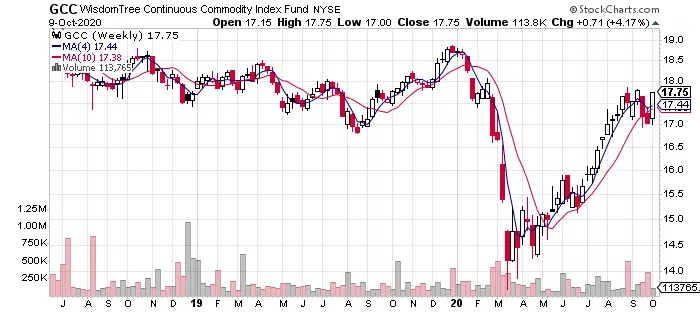 GCC WisdomTree Continuous Commodity Index Fund NYSE © StockCharts.com
9-Oct-2020 Open 17.15 High 17.75 Low 17.00 Close 17.75 Volume 113.8K Chg +0.71 (+4.17%)
GCC (Weekly) 17.75
MA(4) 17.44
MA(10) 17.38
Volume 113,765
19.0
18.5
18.0
17.75
17.44
17.0
16.5
16.0
15.5
15.0
14.5
14.0
1.25M
1.00M
750K
500K
250K
113765
J A S O N D 19 F M A M J J A S O N D 20 F M A M J J A S O